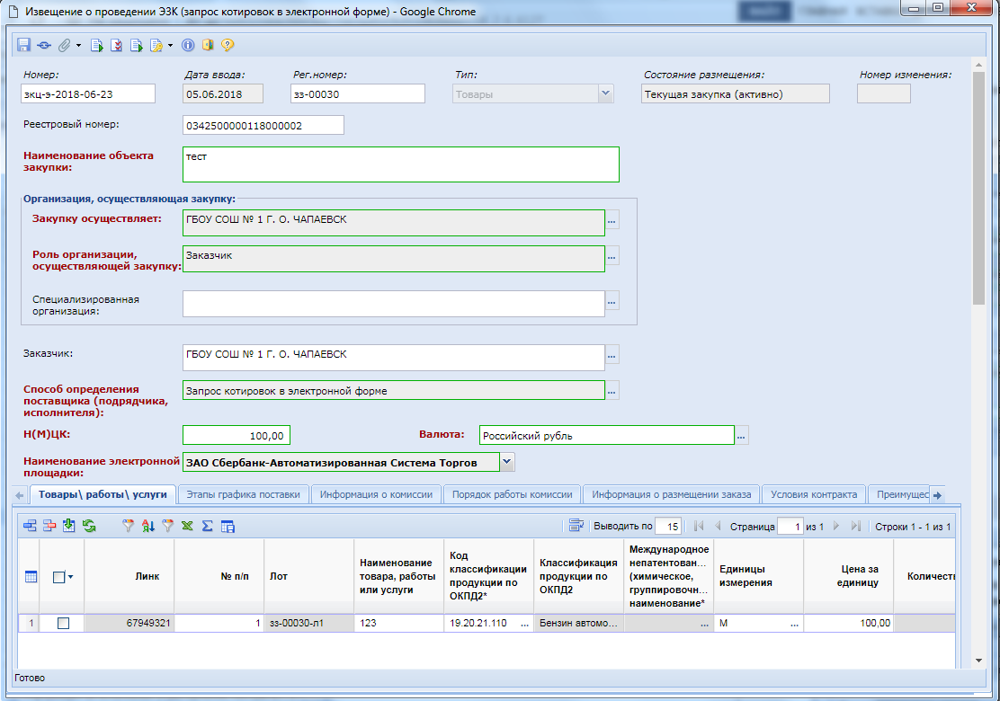 Извещение о проведении ЭЗК (запрос котировок в электронной форме) - Google Chrome
Номер: Дата ввода: Рег.номер: Тип: Состояние размещения: Номер изменения:
зкц-э-2018-06-23 05.06.2018 зз-00030 Товары Текущая закупка (активно)
Реестровый номер: 0342500000118000002
Наименование объекта закупки: тест
Организация, осуществляющая закупку:
Закупку осуществляет: ГБОУ СОШ № 1 Г. О. ЧАПАЕВСК ...
Роль организации, осуществляющей закупку: Заказчик ...
Специализированная организация: ...
Заказчик: ГБОУ СОШ № 1 Г. О. ЧАПАЕВСК ...
Способ определения поставщика (подрядчика, исполнителя): Запрос котировок в электронной форме ...
Н(М)ЦК: 100,00 Валюта: Российский рубль ...
Наименование электронной площадки: ЗАО Сбербанк-Автоматизированная Система Торгов
Товары\ работы\ услуги Этапы графика поставки Информация о комиссии Порядок работы комиссии Информация о размещении заказа Условия контракта Преимущес
Выводить по 15 Страница 1 из 1 Строки 1 - 1 из 1
Линк № п/п Лот Наименование товара, работы или услуги Код классификации продукции по ОКПД2* Классификация продукции по ОКПД2 Международное непатентован... (химическое, группировочн... наименование* Единицы измерения Цена за единицу Количеств
1 67949321 1 зз-00030-л1 123 19.20.21.110 ... Бензин автомо... ... М ... 100,00
Готово